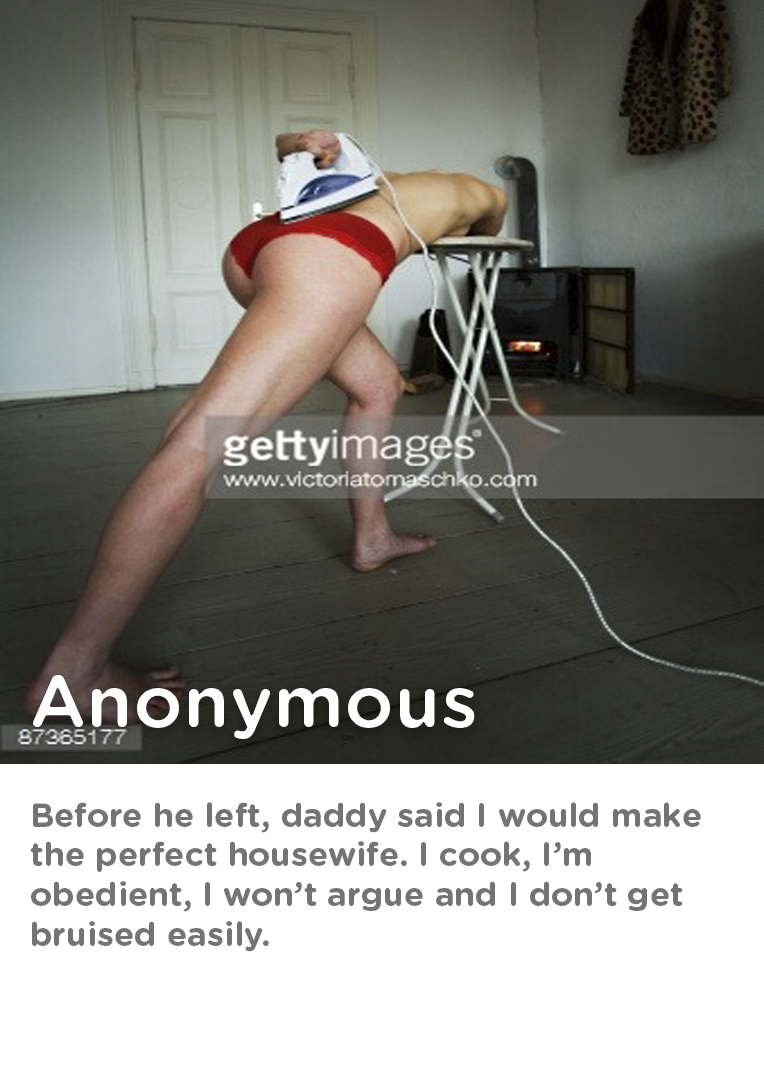 gettyimages®
www.victoriatomaschko.com
Anonymous
87365177
Before he left, daddy said I would make
the perfect housewife. I cook, I’m
obedient, I won’t argue and I don’t get
bruised easily.